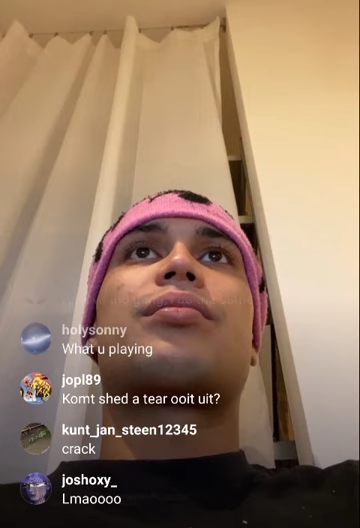 holysonny
What u playing
jopl89
Komt shed a tear ooit uit?
kunt_jan_steen12345
crack
joshoxy_
Lmaoooo